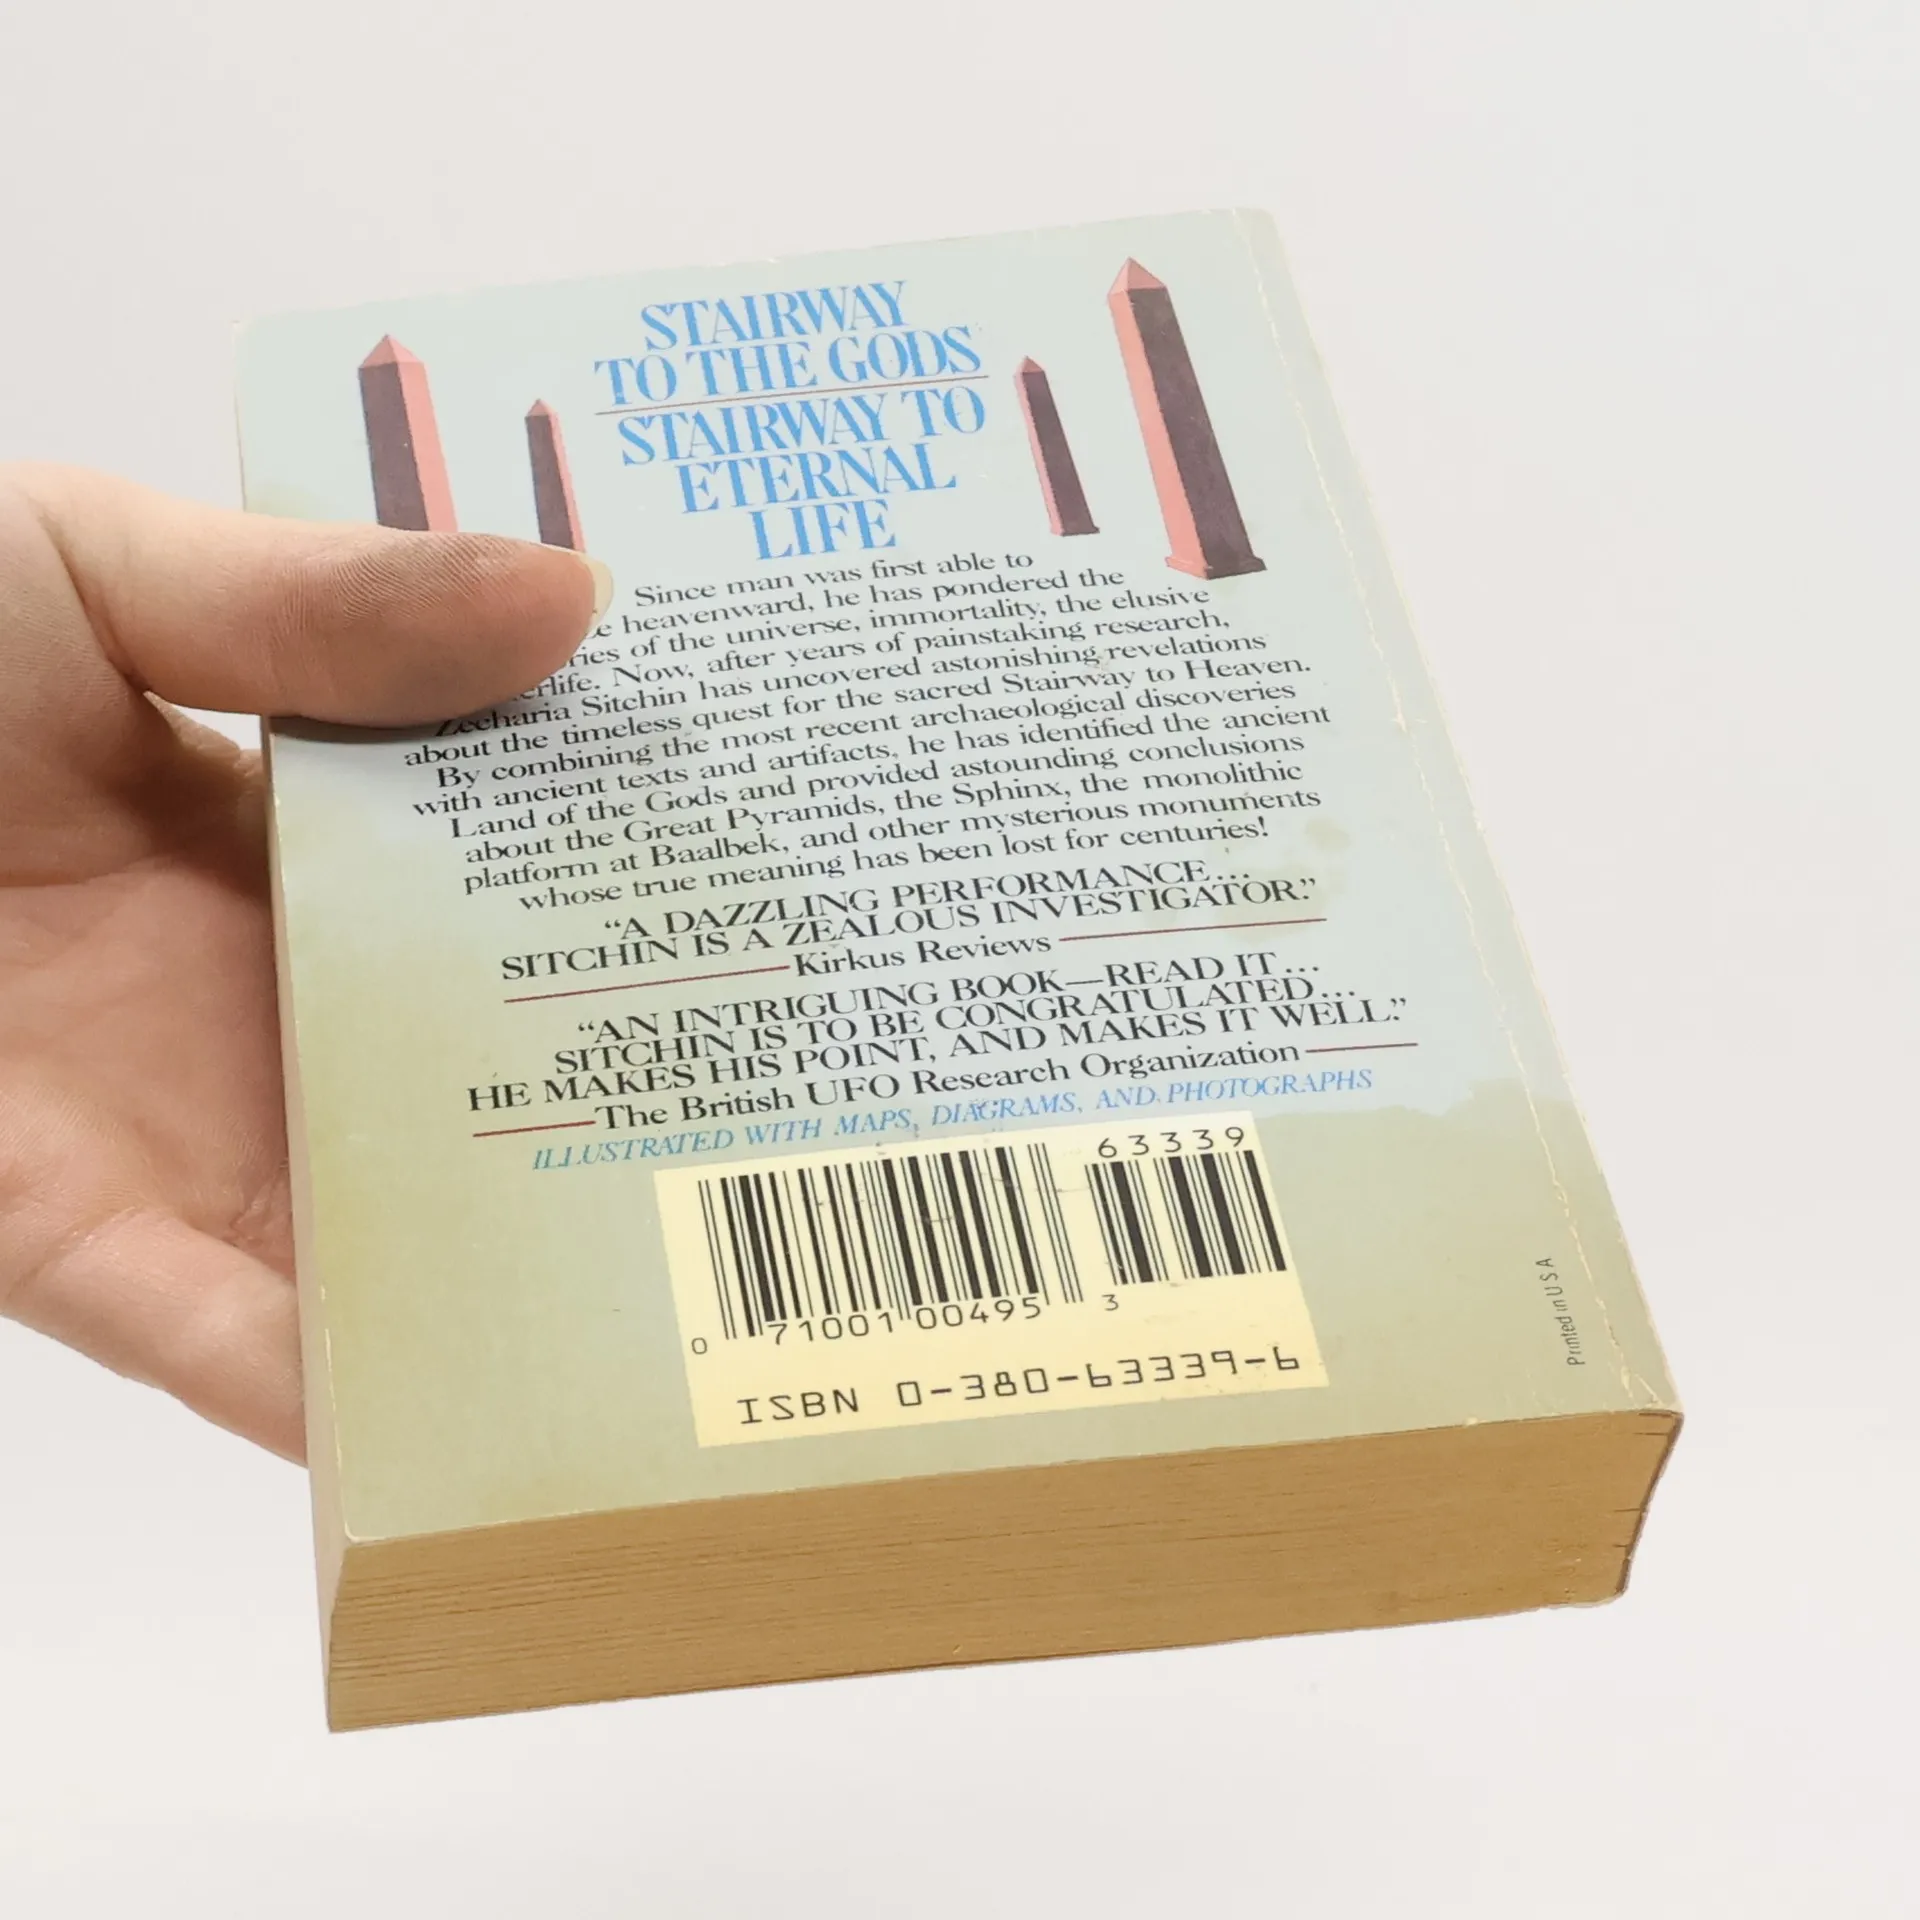 STAIRWAY
TO THE GODS
STAIRWAY TO
ETERNAL
LIFE
Since man was first able to
heavenward, he has pondered the
of the universe, immortality, the elusive
Now, after years of painstaking research,
Zecharia Sitchin has uncovered astonishing revelations
about the timeless quest for the sacred Stairway to Heaven.
By combining the most recent archaeological discoveries
with ancient texts and artifacts, he has identified the ancient
Land of the Gods and provided astounding conclusions
about the Great Pyramids, the Sphinx, the monolithic
platform at Baalbek, and other mysterious monuments
whose true meaning has been lost for centuries!
“A DAZZLING PERFORMANCE...
SITCHIN IS A ZEALOUS INVESTIGATOR.”
Kirkus Reviews
“AN INTRIGUING BOOK—READ IT...
SITCHIN IS TO BE CONGRATULATED...
HE MAKES HIS POINT, AND MAKES IT WELL.”
The British UFO Research Organization
ILLUSTRATED WITH MAPS, DIAGRAMS, AND PHOTOGRAPHS
63339
0 71001 00495 3
ISBN 0-380-63339-6
Printed in USA